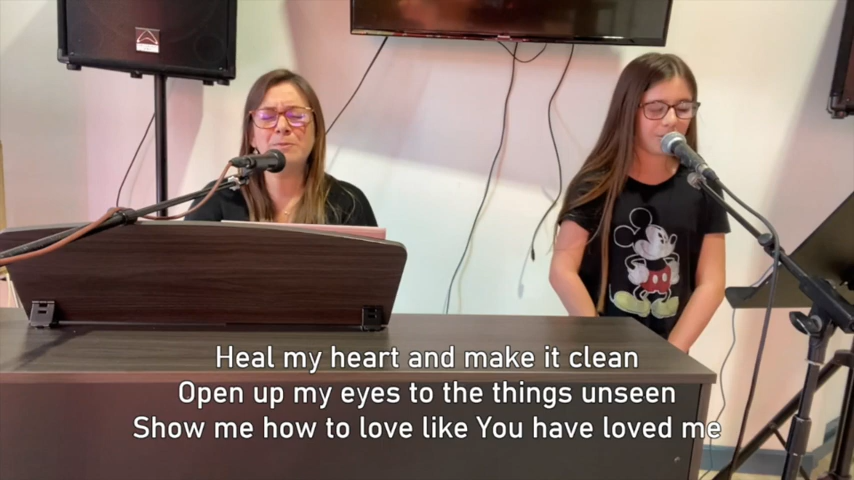 Heal my heart and make it clean
Open up my eyes to the things unseen
Show me how to love like You have loved me